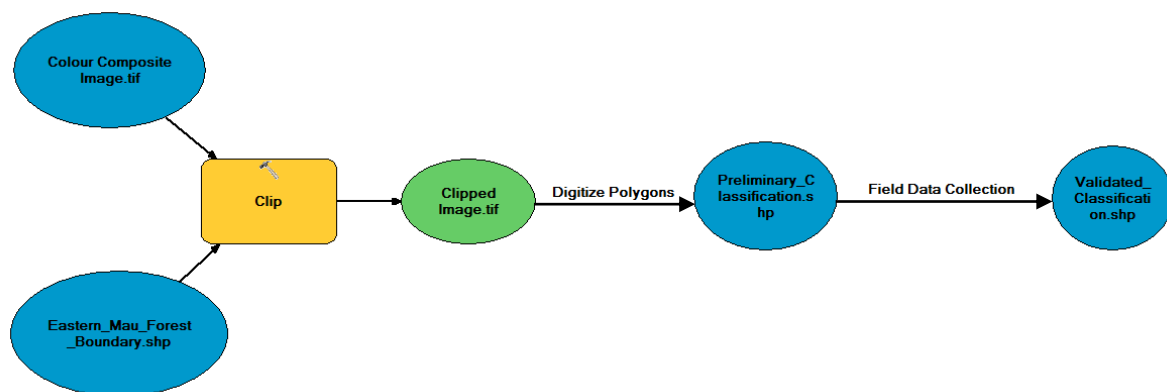 Colour Composite
Image.tif
Clip
Eastern_Mau_Forest
_Boundary.shp
Clipped
Image.tif
Digitize Polygons
Preliminary_C
lassification.s
hp
Field Data Collection
Validated_
Classificati
on.shp